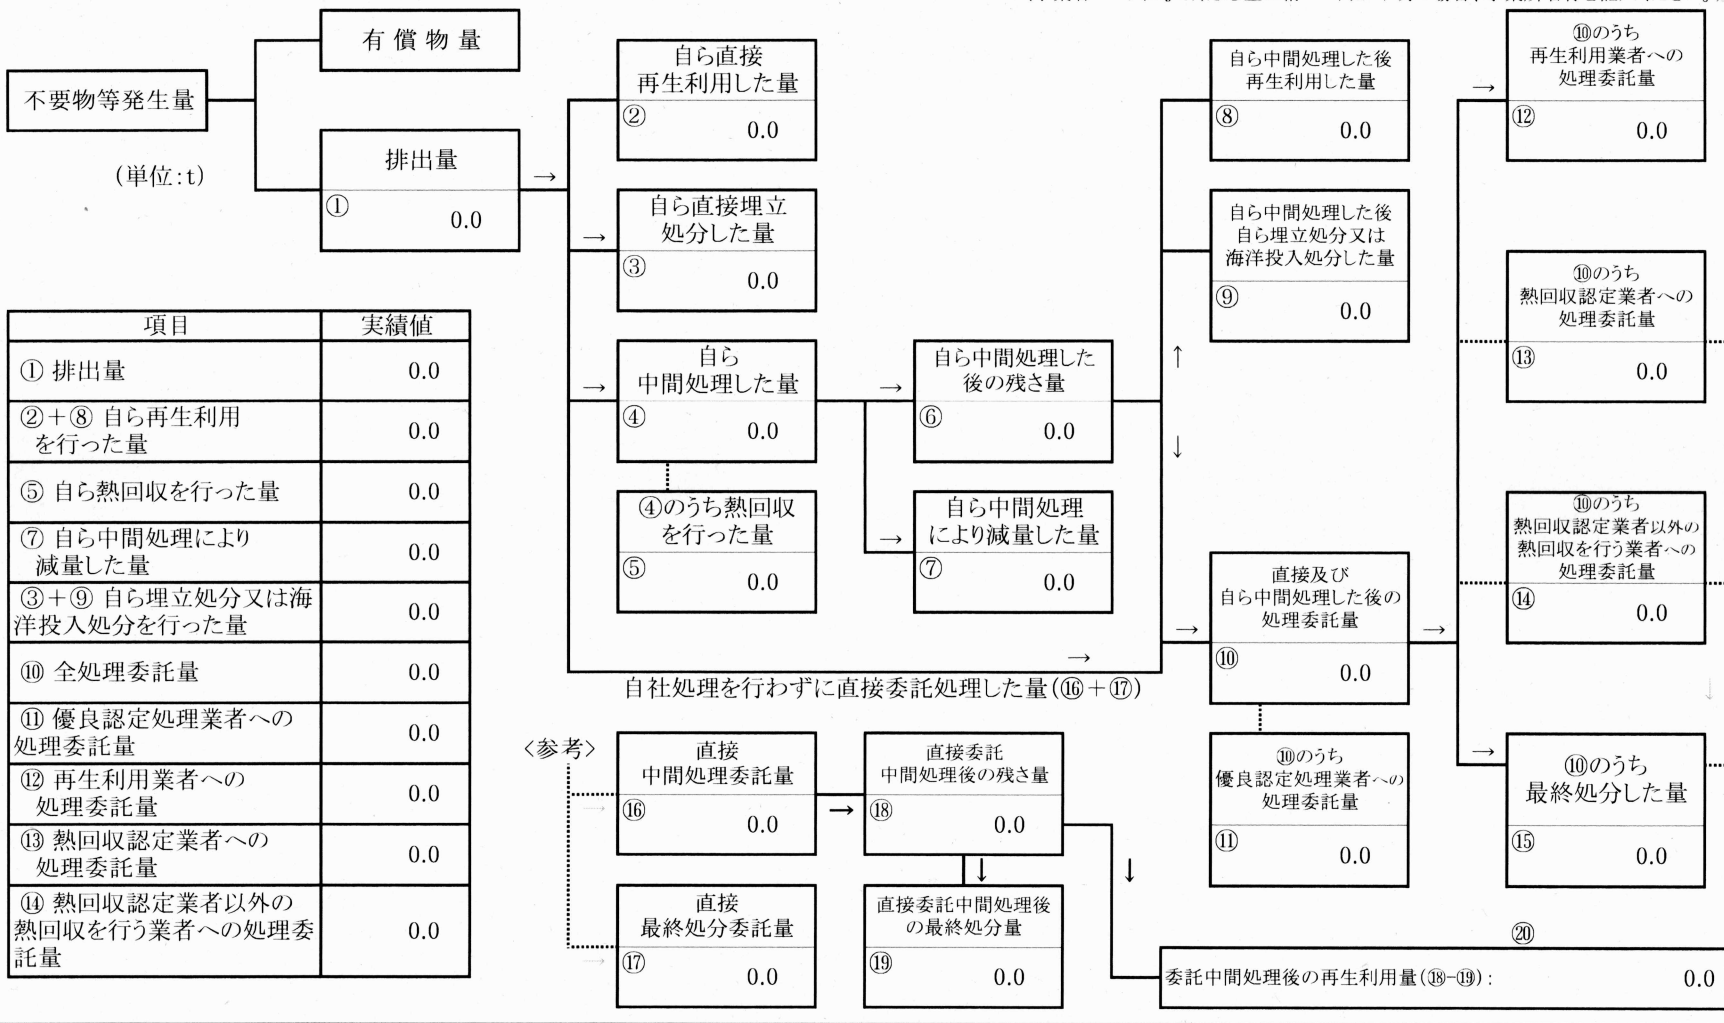 不要物等発生量
有償物量
(単位:t)
排出量
①
0.0
→
自ら直接
再生利用した量
②
0.0
→
自ら直接埋立
処分した量
③
0.0
→
自ら
中間処理した量
④
0.0
④のうち熱回収
を行った量
⑤
0.0
→
自ら中間処理した
後の残さ量
⑥
0.0
→
自ら中間処理
により減量した量
⑦
0.0
→
自社処理を行わずに直接委託処理した量(⑯+⑰)
↑
↓
自ら中間処理した後
再生利用した量
⑧
0.0
自ら中間処理した後
自ら埋立処分又は
海洋投入処分した量
⑨
0.0
→
直接及び
自ら中間処理した後の
処理委託量
⑩
0.0
⑩のうち
優良認定処理業者への
処理委託量
⑪
0.0
→
→
⑩のうち
再生利用業者への
処理委託量
⑫
0.0
⑩のうち
熱回収認定業者への
処理委託量
⑬
0.0
⑩のうち
熱回収認定業者以外の
熱回収を行う業者への
処理委託量
⑭
0.0
→
⑩のうち
最終処分した量
⑮
0.0
↓
項目 実績値
① 排出量 0.0
②+⑧ 自ら再生利用
を行った量 0.0
⑤ 自ら熱回収を行った量 0.0
⑦ 自ら中間処理により
減量した量 0.0
③+⑨ 自ら埋立処分又は海
洋投入処分を行った量 0.0
⑩ 全処理委託量 0.0
⑪ 優良認定処理業者への
処理委託量 0.0
⑫ 再生利用業者への
処理委託量 0.0
⑬ 熱回収認定業者への
処理委託量 0.0
⑭ 熱回収認定業者以外の
熱回収を行う業者への処理委
託量 0.0
<参考>
→
直接
中間処理委託量
⑯
0.0
→
直接委託
中間処理後の残さ量
⑱
0.0
→
直接
最終処分委託量
⑰
0.0
↓
直接委託中間処理後
の最終処分量
⑲
0.0
↓
⑳
委託中間処理後の再生利用量(⑱-⑲): 0.0